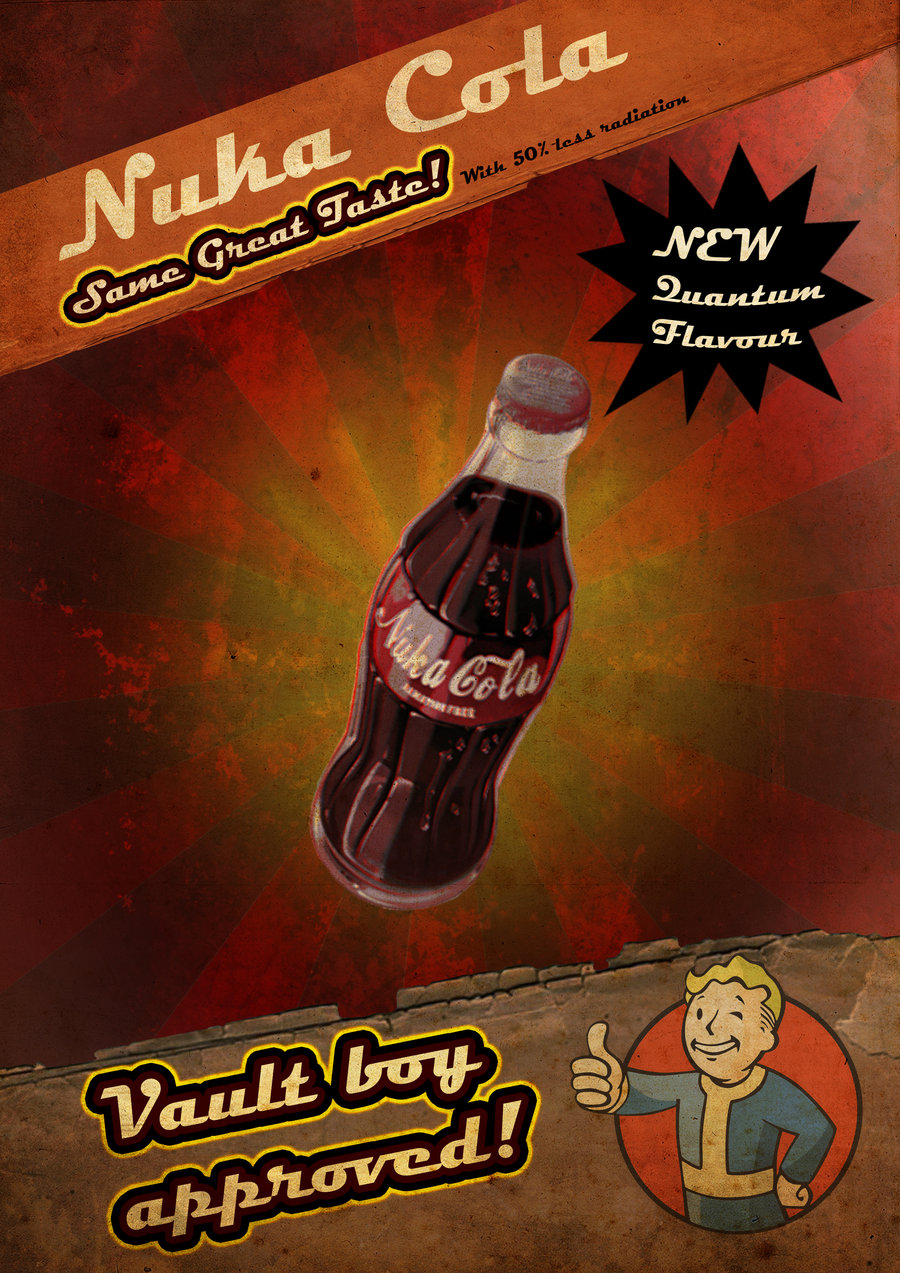 Nuka Cola
Same Great Taste!
With 50% less radiation
NEW
Quantum
Flavour
Nuka Cola
Vault boy
approved!